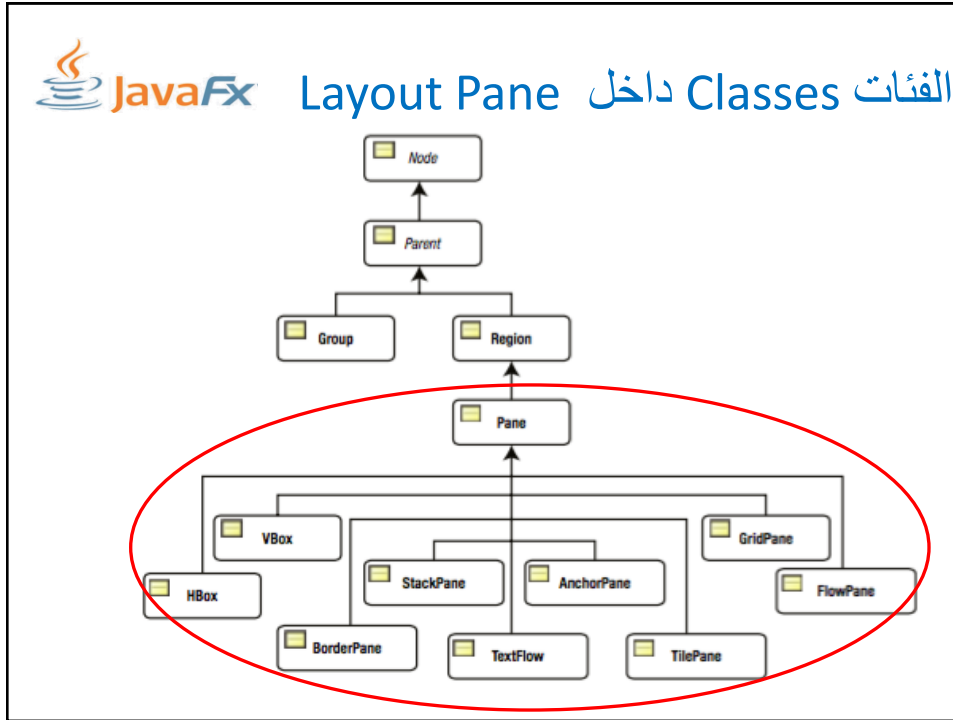 JavaFx
الفئات Classes داخل Layout Pane
Node
Parent
Group
Region
Pane
VBox
GridPane
HBox
StackPane
AnchorPane
FlowPane
BorderPane
TextFlow
TilePane